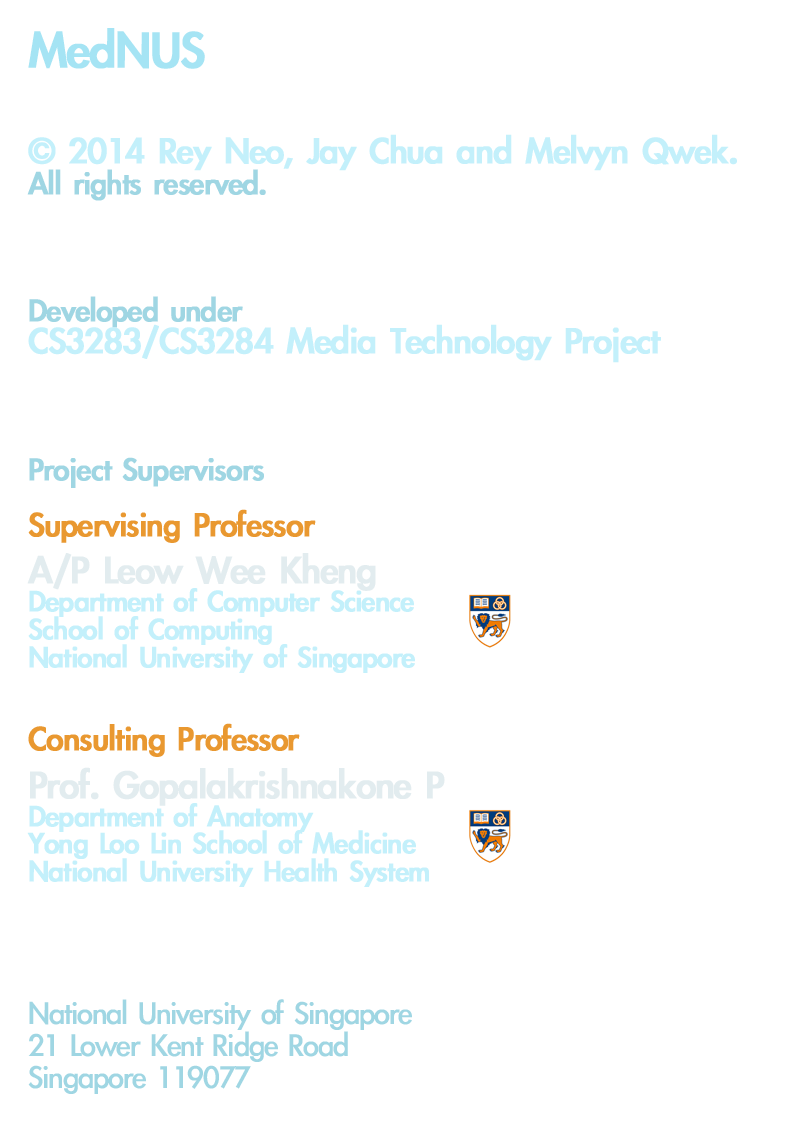 MedNUS
© 2014 Rey Neo, Jay Chua and Melvyn Qwek.
All rights reserved.
Developed under
CS3283/CS3284 Media Technology Project
Project Supervisors
Supervising Professor
A/P Leow Wee Kheng
Department of Computer Science
School of Computing
National University of Singapore
Consulting Professor
Prof. Gopalakrishnakone P
Department of Anatomy
Yong Loo Lin School of Medicine
National University Health System
National University of Singapore
21 Lower Kent Ridge Road
Singapore 119077